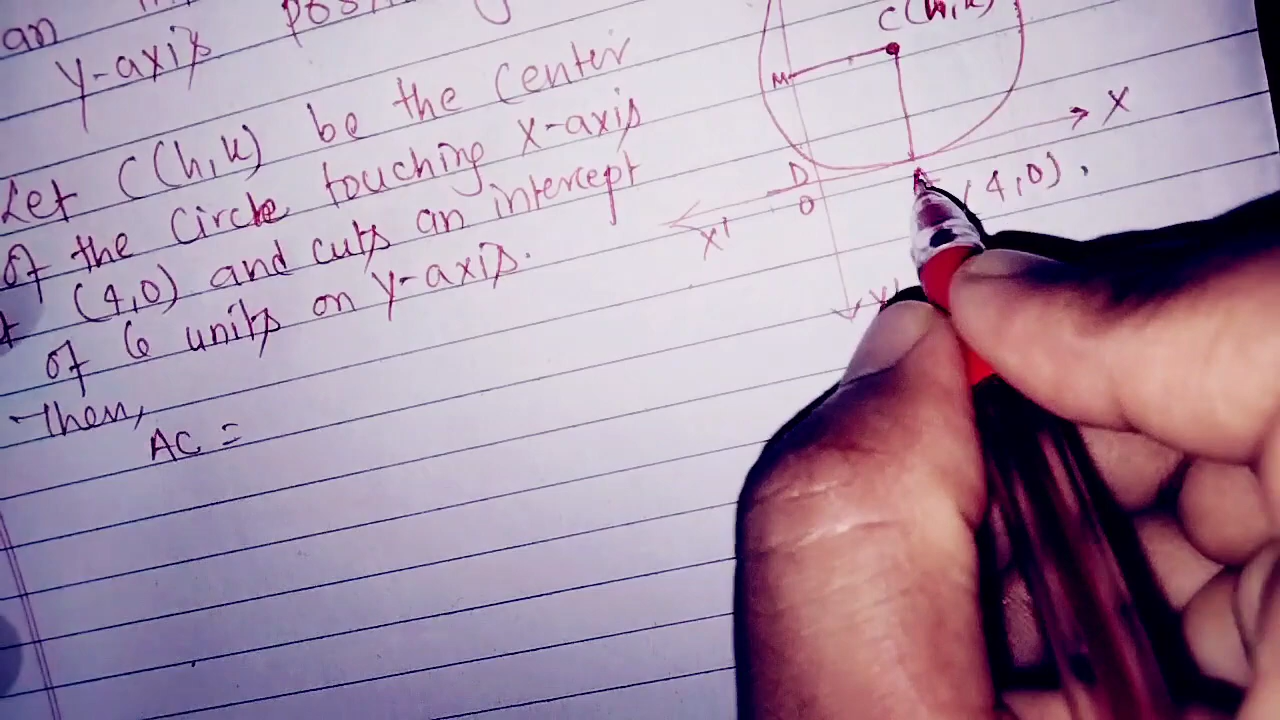 an
Y-axis
Let C(h,k) be the center
of the Circle touching X-axis
(4,0) and cuts an intercept
of 6 units on Y-axis.
then,
AC =
C(h,k)
M
X
D
O
X'
A (4,0).
Y'